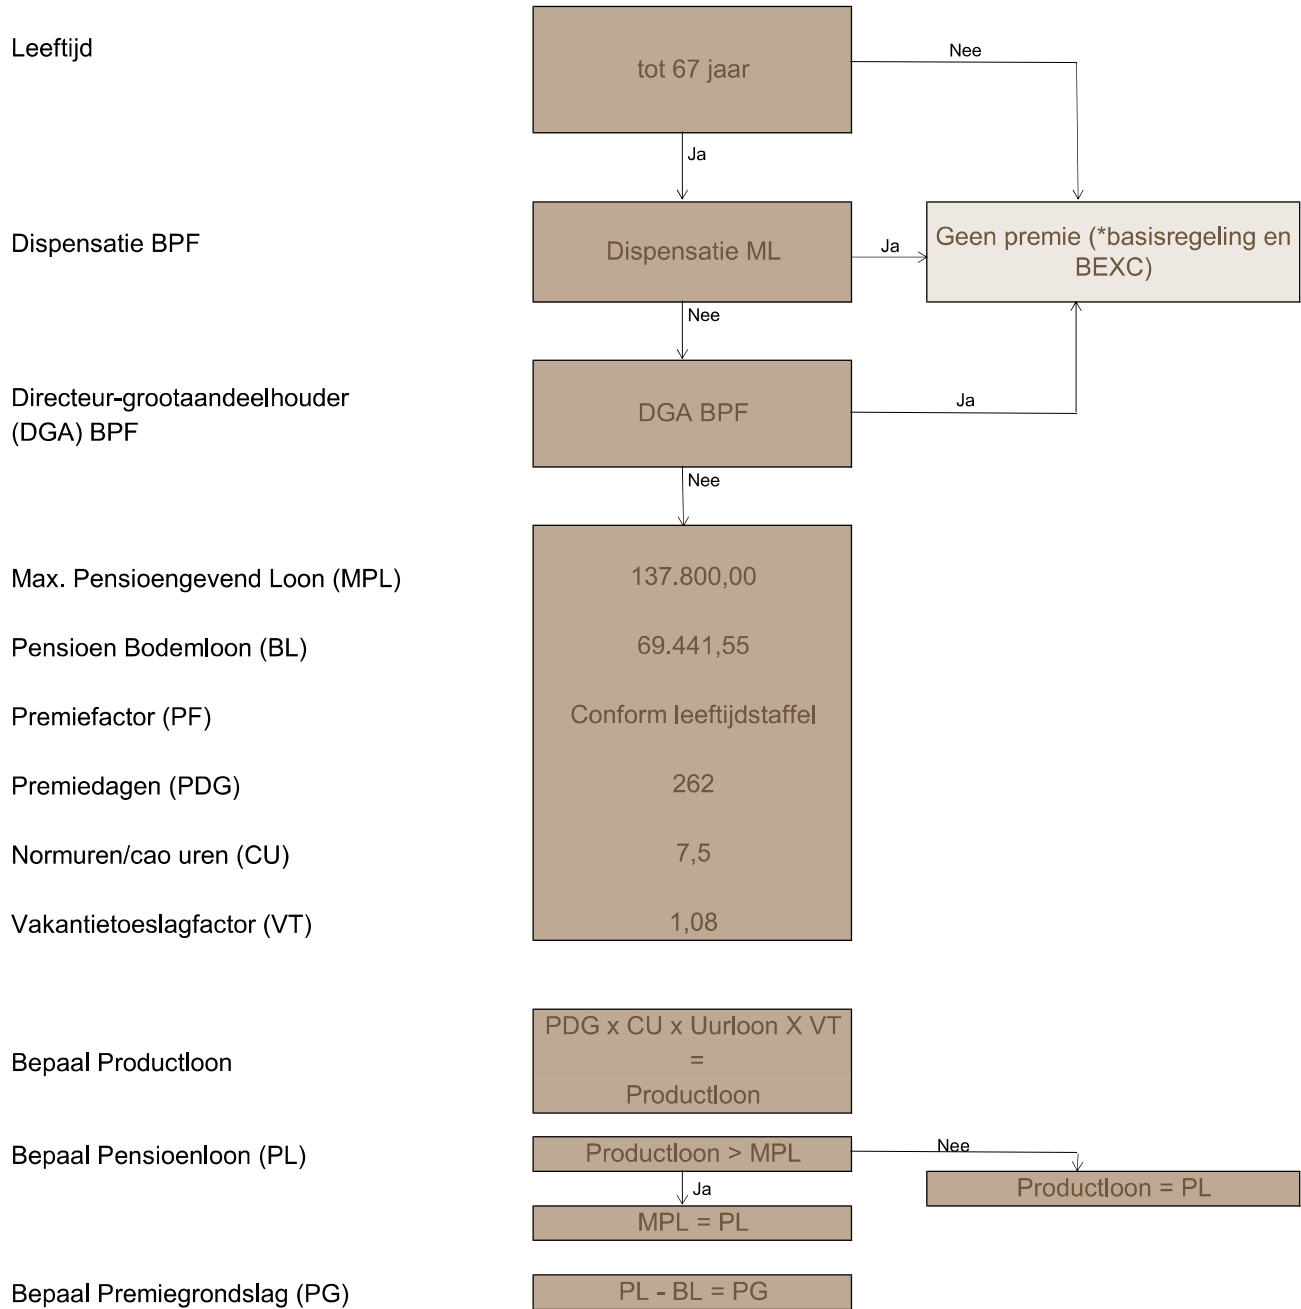 Leeftijd
tot 67 jaar
Nee
Ja
Dispensatie BPF
Dispensatie ML
Ja
Geen premie (*basisregeling en
BEXC)
Nee
Directeur-grootaandeelhouder
(DGA) BPF
DGA BPF
Ja
Nee
Max. Pensioengevend Loon (MPL)
137.800,00
Pensioen Bodemloon (BL)
69.441,55
Premiefactor (PF)
Conform leeftijdstaffel
Premiedagen (PDG)
262
Normuren/cao uren (CU)
7,5
Vakantietoeslagfactor (VT)
1,08
Bepaal Productloon
PDG x CU x Uurloon X VT
=
Productloon
Bepaal Pensioenloon (PL)
Productloon > MPL
Nee
Productloon = PL
Ja
MPL = PL
Bepaal Premiegrondslag (PG)
PL - BL = PG